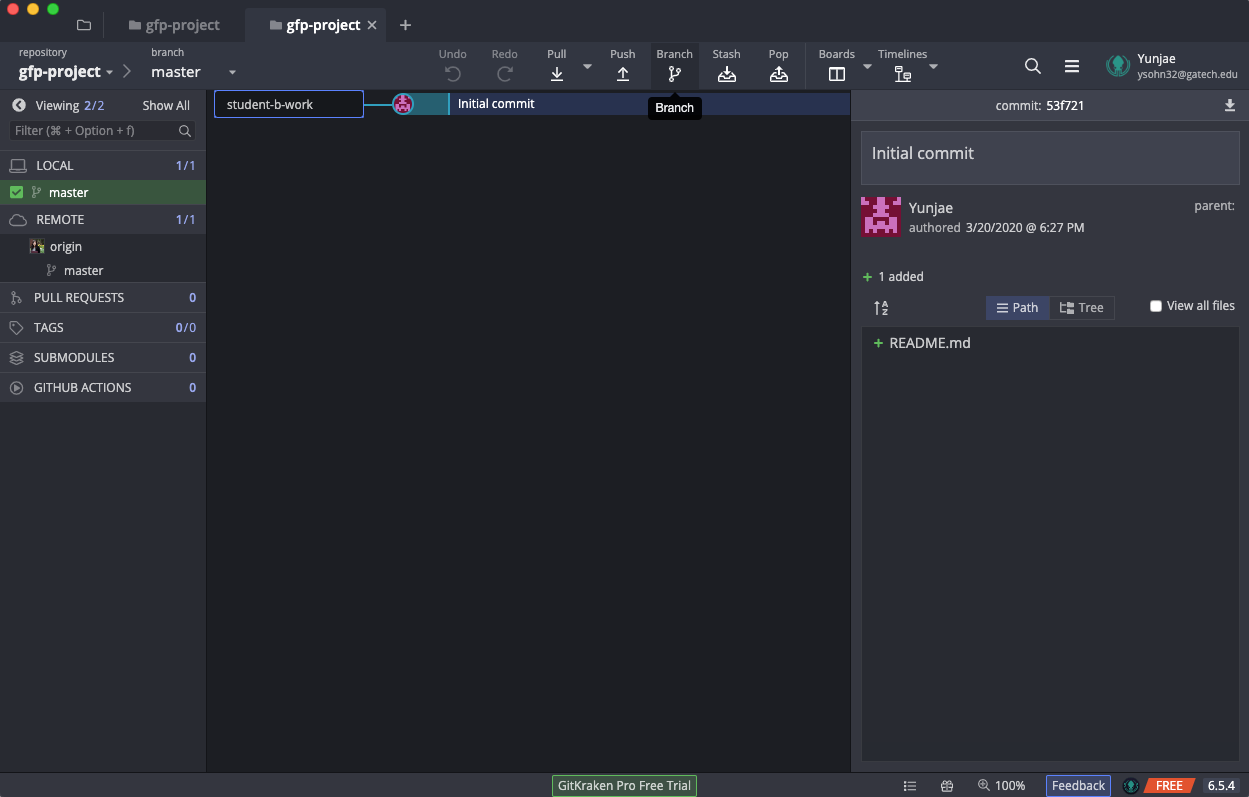 gfp-project
gfp-project
repository
gfp-project
branch
master
Undo
Redo
Pull
Push
Branch
Stash
Pop
Boards
Timelines
Yunjae
ysohn32@gatech.edu
Viewing 2/2
Show All
Filter (⌘ + Option + f)
LOCAL 1/1
master
REMOTE 1/1
origin
master
PULL REQUESTS 0
TAGS 0/0
SUBMODULES 0
GITHUB ACTIONS 0
student-b-work
Initial commit
Branch
commit: 53f721
Initial commit
Yunjae
authored 3/20/2020 @ 6:27 PM
parent:
+ 1 added
A
Z
Path
Tree
View all files
+ README.md
GitKraken Pro Free Trial
100%
Feedback
FREE
6.5.4